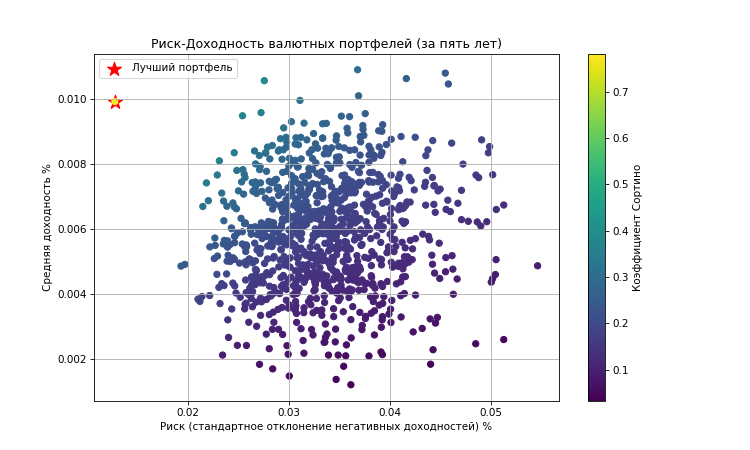 Риск-Доходность валютных портфелей (за пять лет)
Лучший портфель
Средняя доходность %
0.010
0.008
0.006
0.004
0.002
0.02 0.03 0.04 0.05
Риск (стандартное отклонение негативных доходностей) %
0.7
0.6
0.5
0.4
0.3
0.2
0.1
Коэффициент Сортино